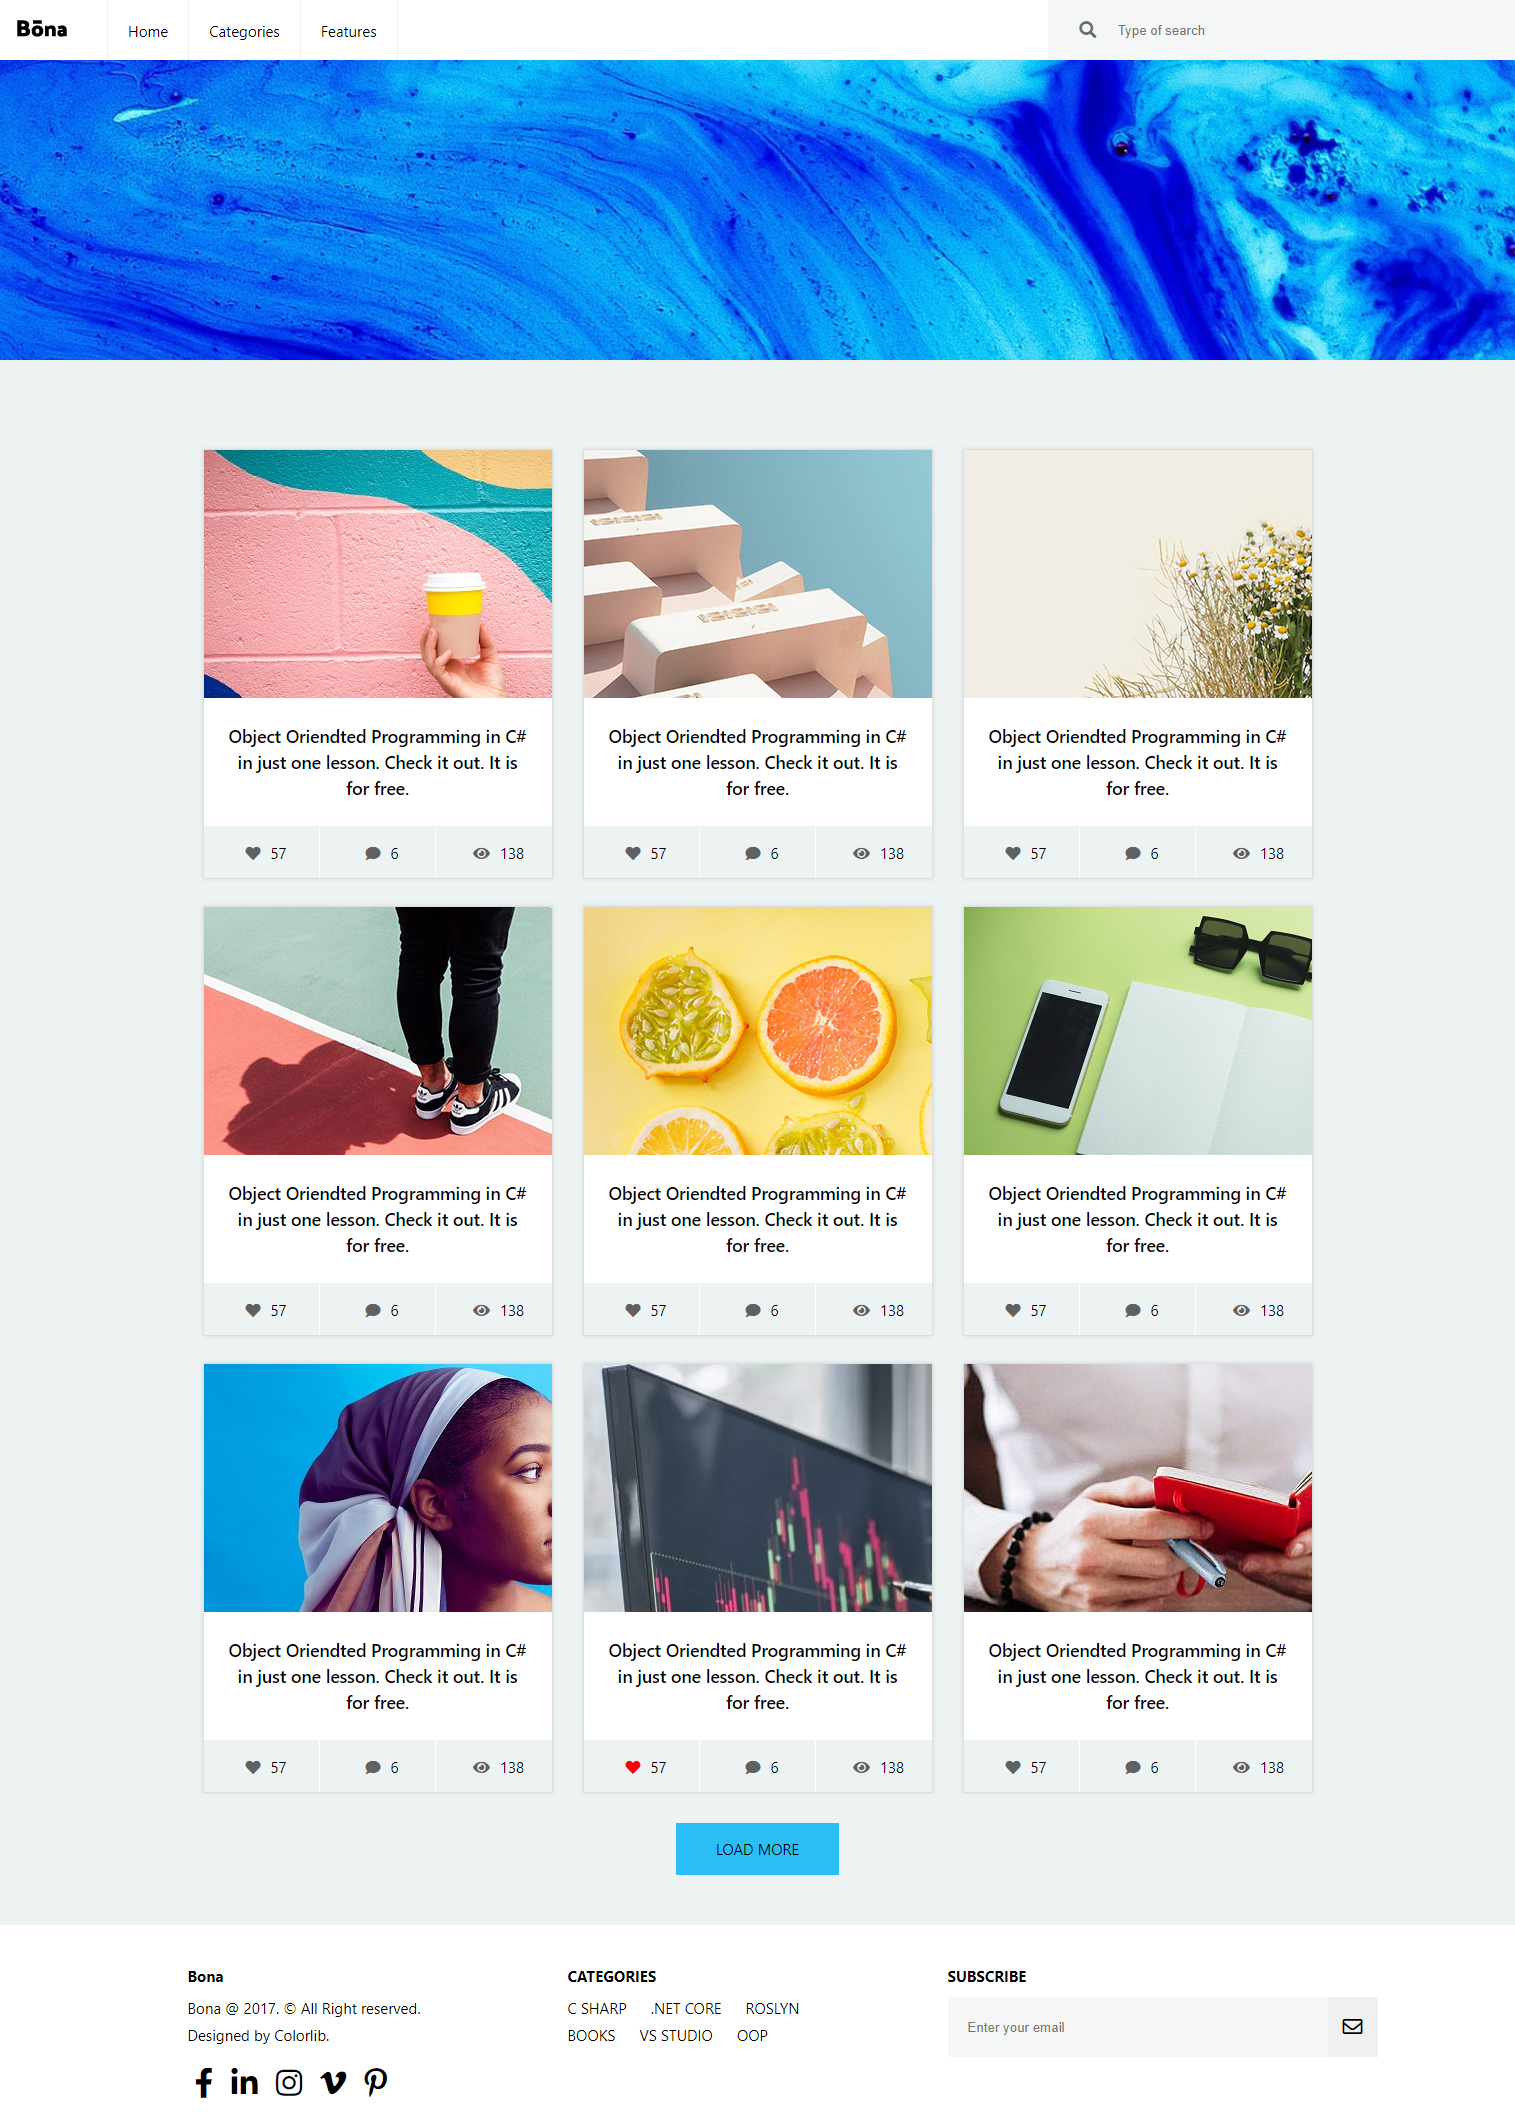 Bōna
Home
Categories
Features
Type of search
Object Oriendted Programming in C#
in just one lesson. Check it out. It is
for free.
57
6
138
Object Oriendted Programming in C#
in just one lesson. Check it out. It is
for free.
57
6
138
Object Oriendted Programming in C#
in just one lesson. Check it out. It is
for free.
57
6
138
Object Oriendted Programming in C#
in just one lesson. Check it out. It is
for free.
57
6
138
Object Oriendted Programming in C#
in just one lesson. Check it out. It is
for free.
57
6
138
Object Oriendted Programming in C#
in just one lesson. Check it out. It is
for free.
57
6
138
Object Oriendted Programming in C#
in just one lesson. Check it out. It is
for free.
57
6
138
Object Oriendted Programming in C#
in just one lesson. Check it out. It is
for free.
57
6
138
Object Oriendted Programming in C#
in just one lesson. Check it out. It is
for free.
57
6
138
LOAD MORE
Bona
Bona @ 2017. © All Right reserved.
Designed by Colorlib.
CATEGORIES
C SHARP .NET CORE ROSLYN
BOOKS VS STUDIO OOP
SUBSCRIBE
Enter your email